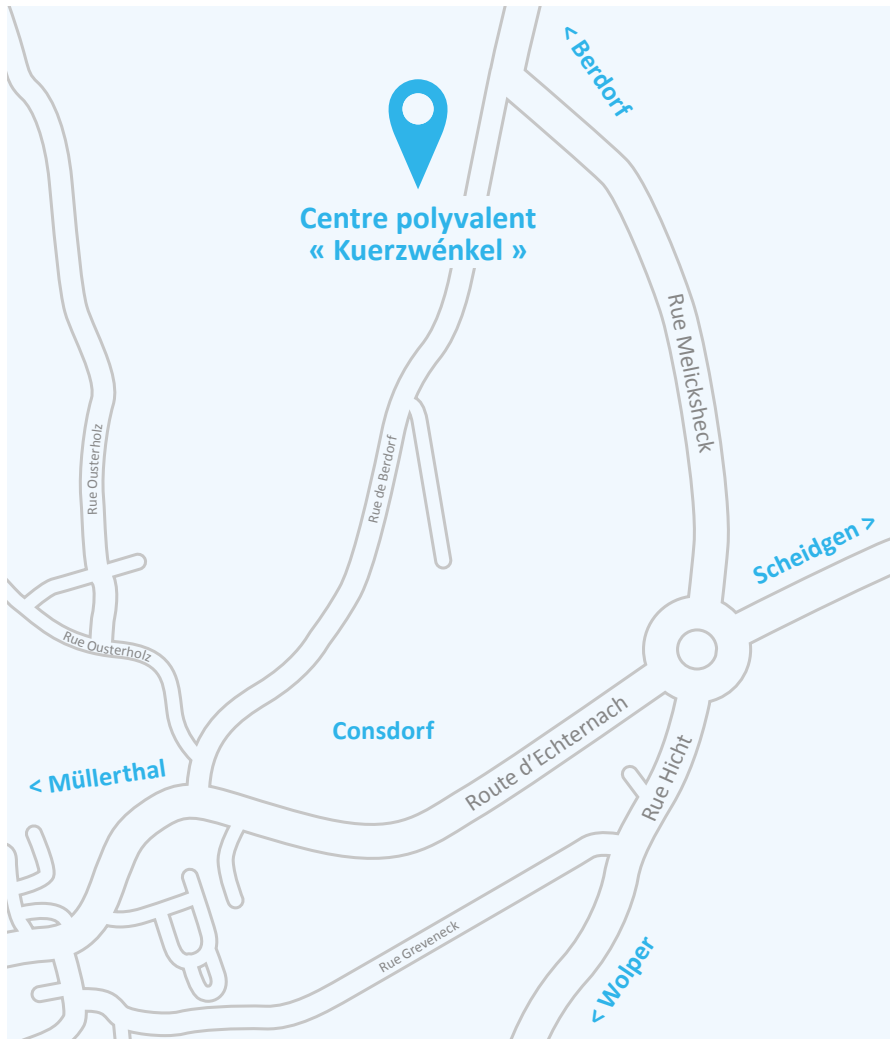 < Berdorf
Centre polyvalent
« Kuerzwénkel »
Rue Melicksheck
Rue Ousterholz
Rue de Berdorf
Scheidgen >
Rue Ousterholz
Consdorf
Route d’Echternach
< Müllerthal
Rue Hicht
Rue Greveneck
< Wolper